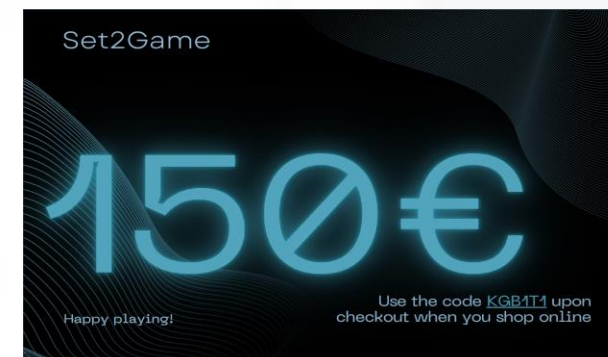 Set2Game
150€
Use the code KGB1T1 upon
checkout when you shop online
Happy playing!